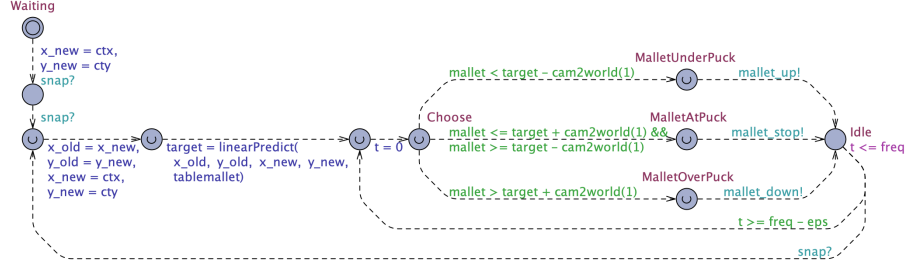 Waiting
x_new = ctx,
y_new = cty
snap?
snap?
x_old = x_new,
y_old = y_new,
x_new = ctx,
y_new = cty
target = linearPredict(
x_old, y_old, x_new, y_new,
tablemallet)
t = 0
Choose
mallet < target - cam2world(1)
MalletUnderPuck
mallet_up!
mallet <= target + cam2world(1) &&
mallet >= target - cam2world(1)
MalletAtPuck
mallet_stop!
mallet > target + cam2world(1)
MalletOverPuck
mallet_down!
Idle
t <= freq
t >= freq - eps
snap?